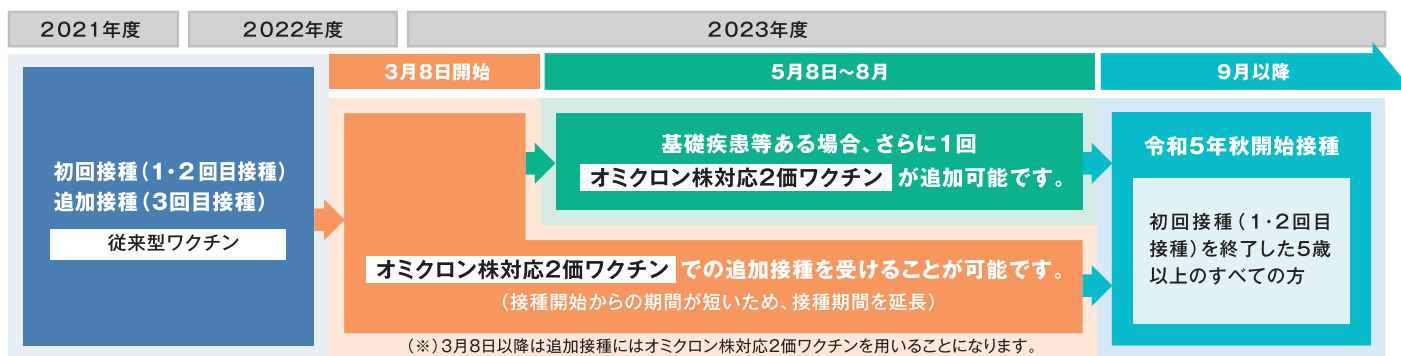 2021年度
2022年度
2023年度
3月8日開始
5月8日～8月
9月以降
初回接種（1・2回目接種）
追加接種（3回目接種）
従来型ワクチン
基礎疾患等ある場合、さらに1回
オミクロン株対応2価ワクチン が追加可能です。
オミクロン株対応2価ワクチン での追加接種を受けることが可能です。
（接種開始からの期間が短いため、接種期間を延長）
令和5年秋開始接種
初回接種（1・2回目
接種）を終了した5歳
以上のすべての方
（※）3月8日以降は追加接種にはオミクロン株対応2価ワクチンを用いることになります。